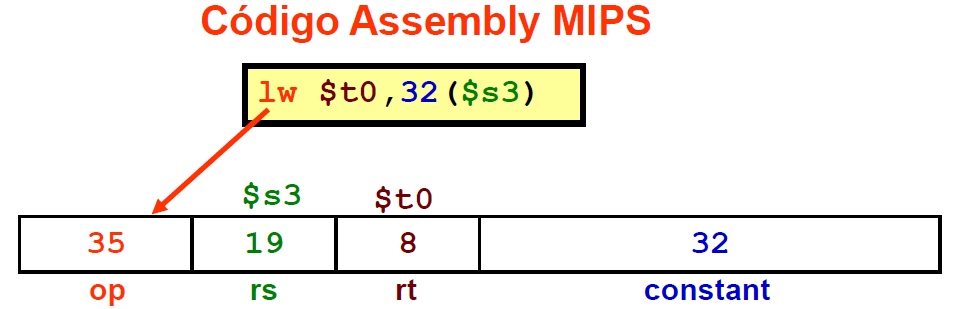 Código Assembly MIPS
lw $t0,32($s3)
$s3 $t0
35 19 8 32
op rs rt constant